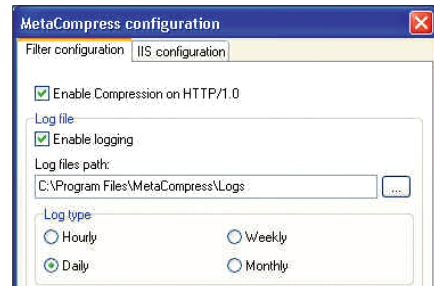 MetaCompress configuration
Filter configuration IIS configuration
Enable Compression on HTTP/1.0
Log file
Enable logging
Log files path:
C:\Program Files\MetaCompress\Logs ...
Log type
Hourly Weekly
Daily Monthly